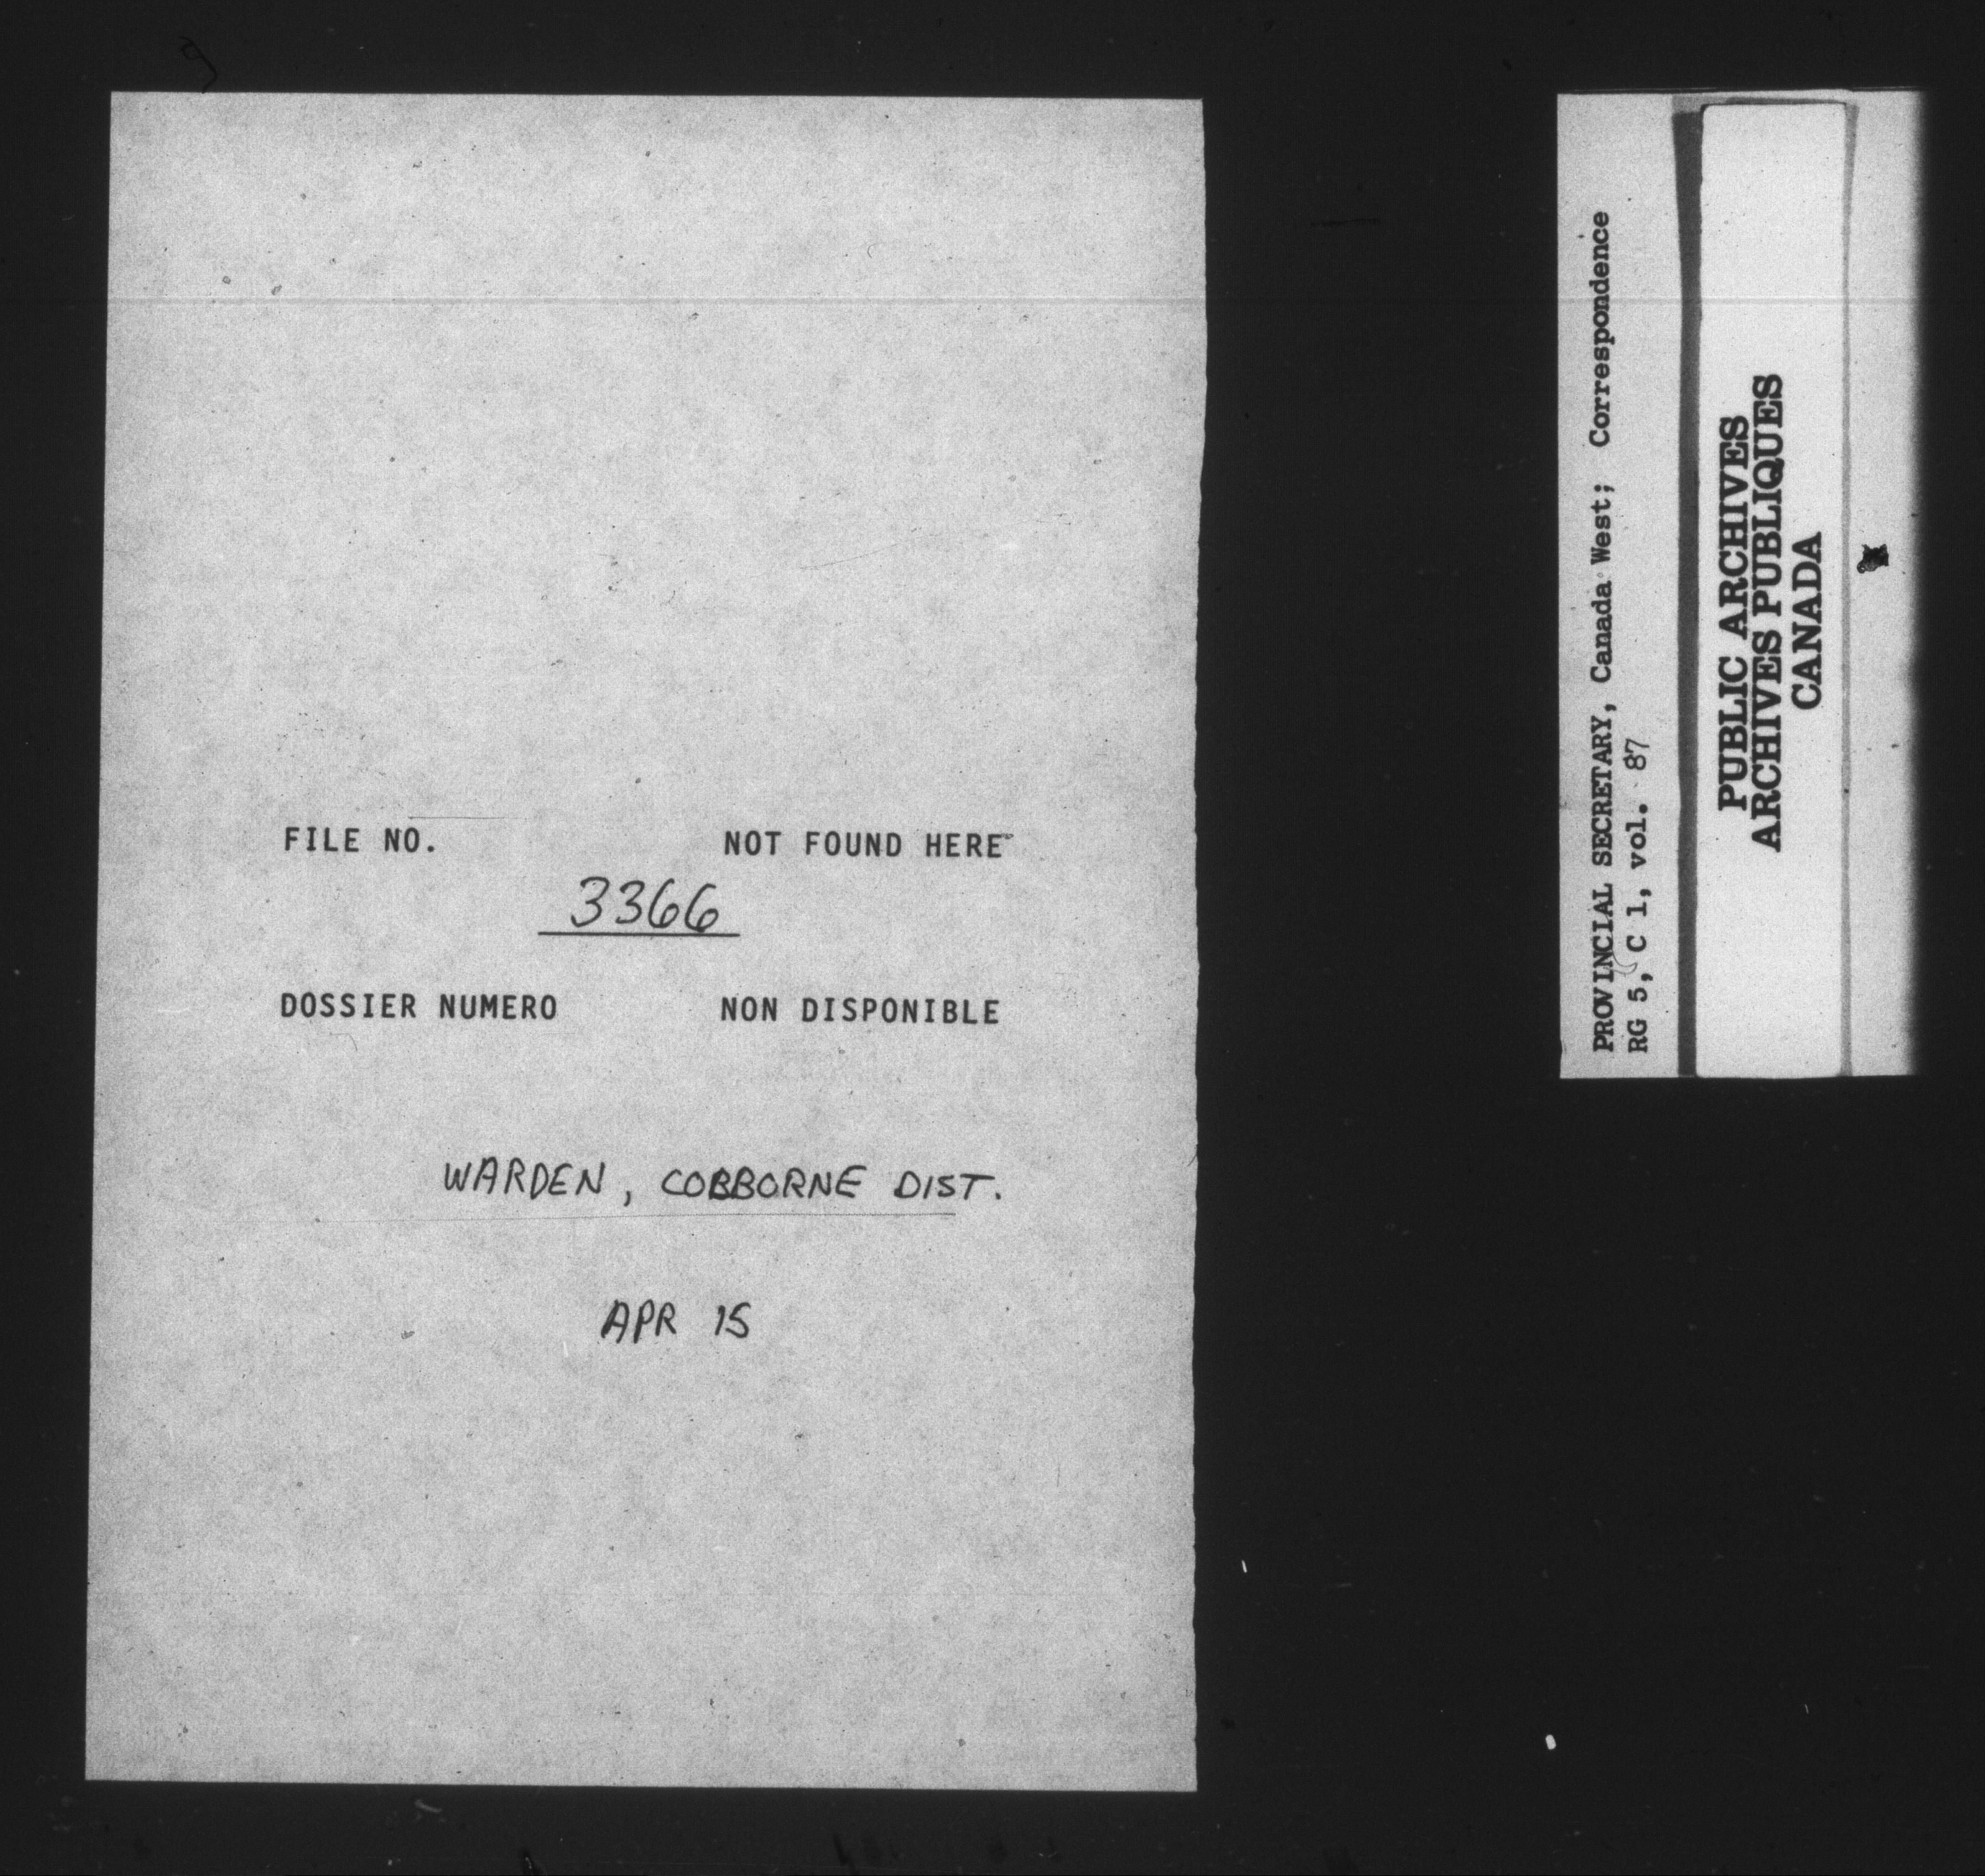 FILE NO. NOT FOUND HERE
3366
DOSSIER NUMERO NON DISPONIBLE
WARDEN, COBBORNE DIST.
APR 15
PROVINCIAL SECRETARY, Canada West; Correspondence
RG 5, C 1, vol. 87
PUBLIC ARCHIVES
ARCHIVES PUBLIQUES
CANADA